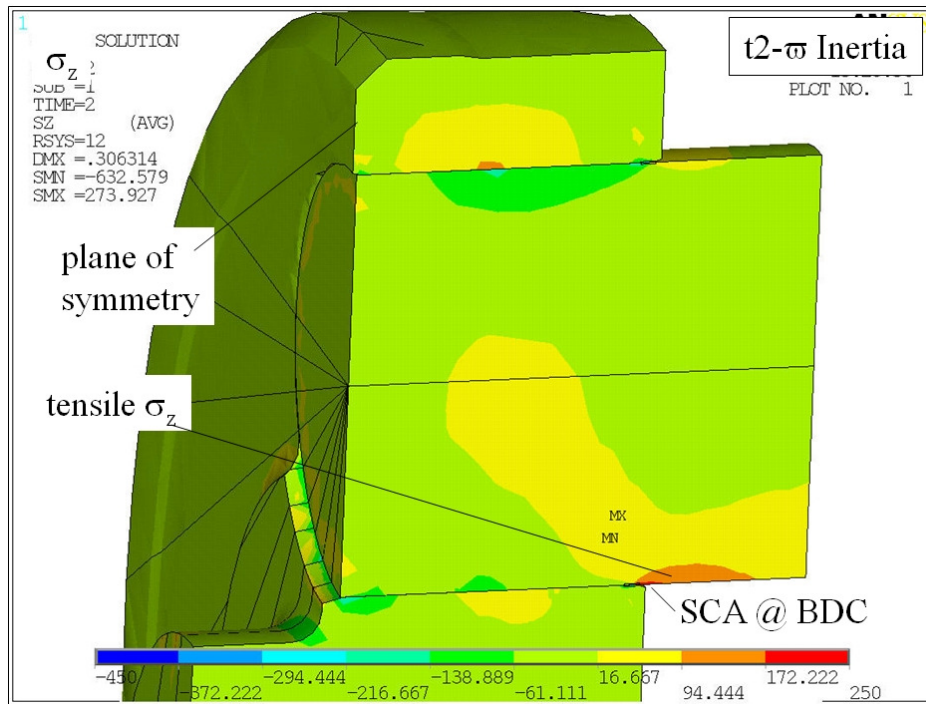 1
SOLUTION
σz
SUB =1
TIME=2
SZ (AVG)
RSYS=12
DMX =.306314
SMN =-632.579
SMX =273.927
t2-ϖ Inertia
PLOT NO. 1
plane of
symmetry
tensile σz
MX
MN
SCA @ BDC
-450 -294.444 -138.889 16.667 172.222
-372.222 -216.667 -61.111 94.444 250